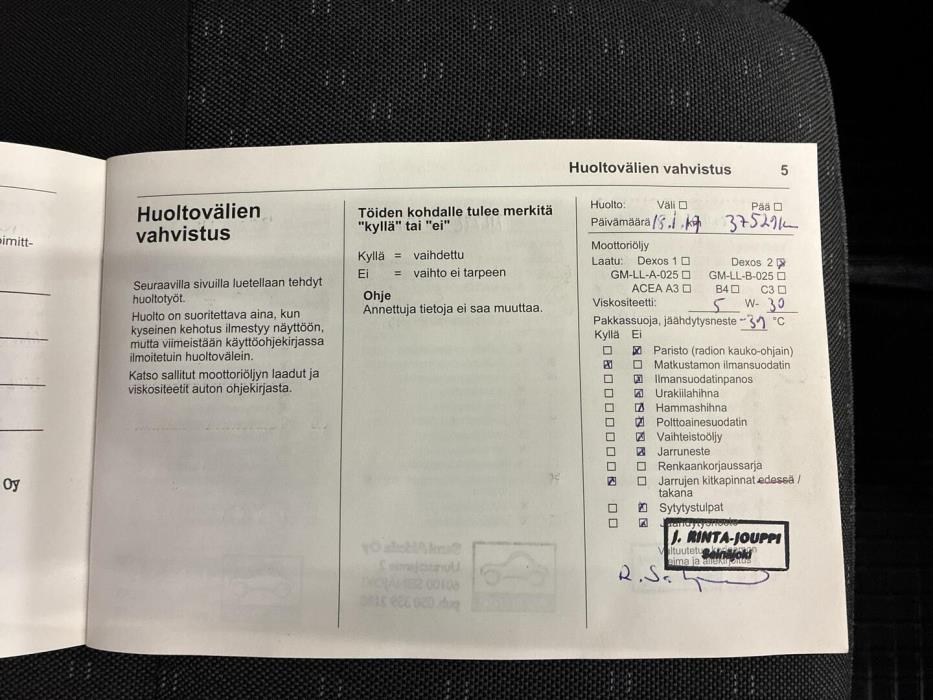 Huoltovälien vahvistus 5
imitt-
Oy
Huoltovälien
vahvistus
Seuraavilla sivuilla luetellaan tehdyt
huoltotyöt.
Huolto on suoritettava aina, kun
kyseinen kehotus ilmestyy näyttöön,
mutta viimeistään käyttöohjekirjassa
ilmoitetuin huoltovälein.
Katso sallitut moottoriöljyn laadut ja
viskositeetit auton ohjekirjasta.
Töiden kohdalle tulee merkitä
"kyllä" tai "ei"
Kyllä = vaihdettu
Ei = vaihto ei tarpeen
Ohje
Annettuja tietoja ei saa muuttaa.
Huolto: Väli ☐ Pää ☐
Päivämäärä 37529km
Moottoriöljy
Laatu: Dexos 1 ☐ Dexos 2 ☒
GM-LL-A-025 ☐ GM-LL-B-025 ☐
ACEA A3 ☐ B4 ☐ C3 ☐
Viskositeetti: 5 W- 30
Pakkassuoja, jäähdytysneste °C
Kyllä Ei
☐ ☒ Paristo (radion kauko-ohjain)
☒ ☐ Matkustamon ilmansuodatin
☐ ☒ Ilmansuodatinpanos
☐ ☒ Urakiilahihna
☐ ☒ Hammashihna
☐ ☒ Polttoainesuodatin
☐ ☒ Vaihteistoöljy
☐ ☒ Jarruneste
☐ ☐ Renkaankorjaussarja
☒ ☐ Jarrujen kitkapinnat edessä /
takana
☐ ☒ Sytytystulpat
☐ ☒ Jäähdytysneste
J. RINTA-JOUPPI
Seinäjoki